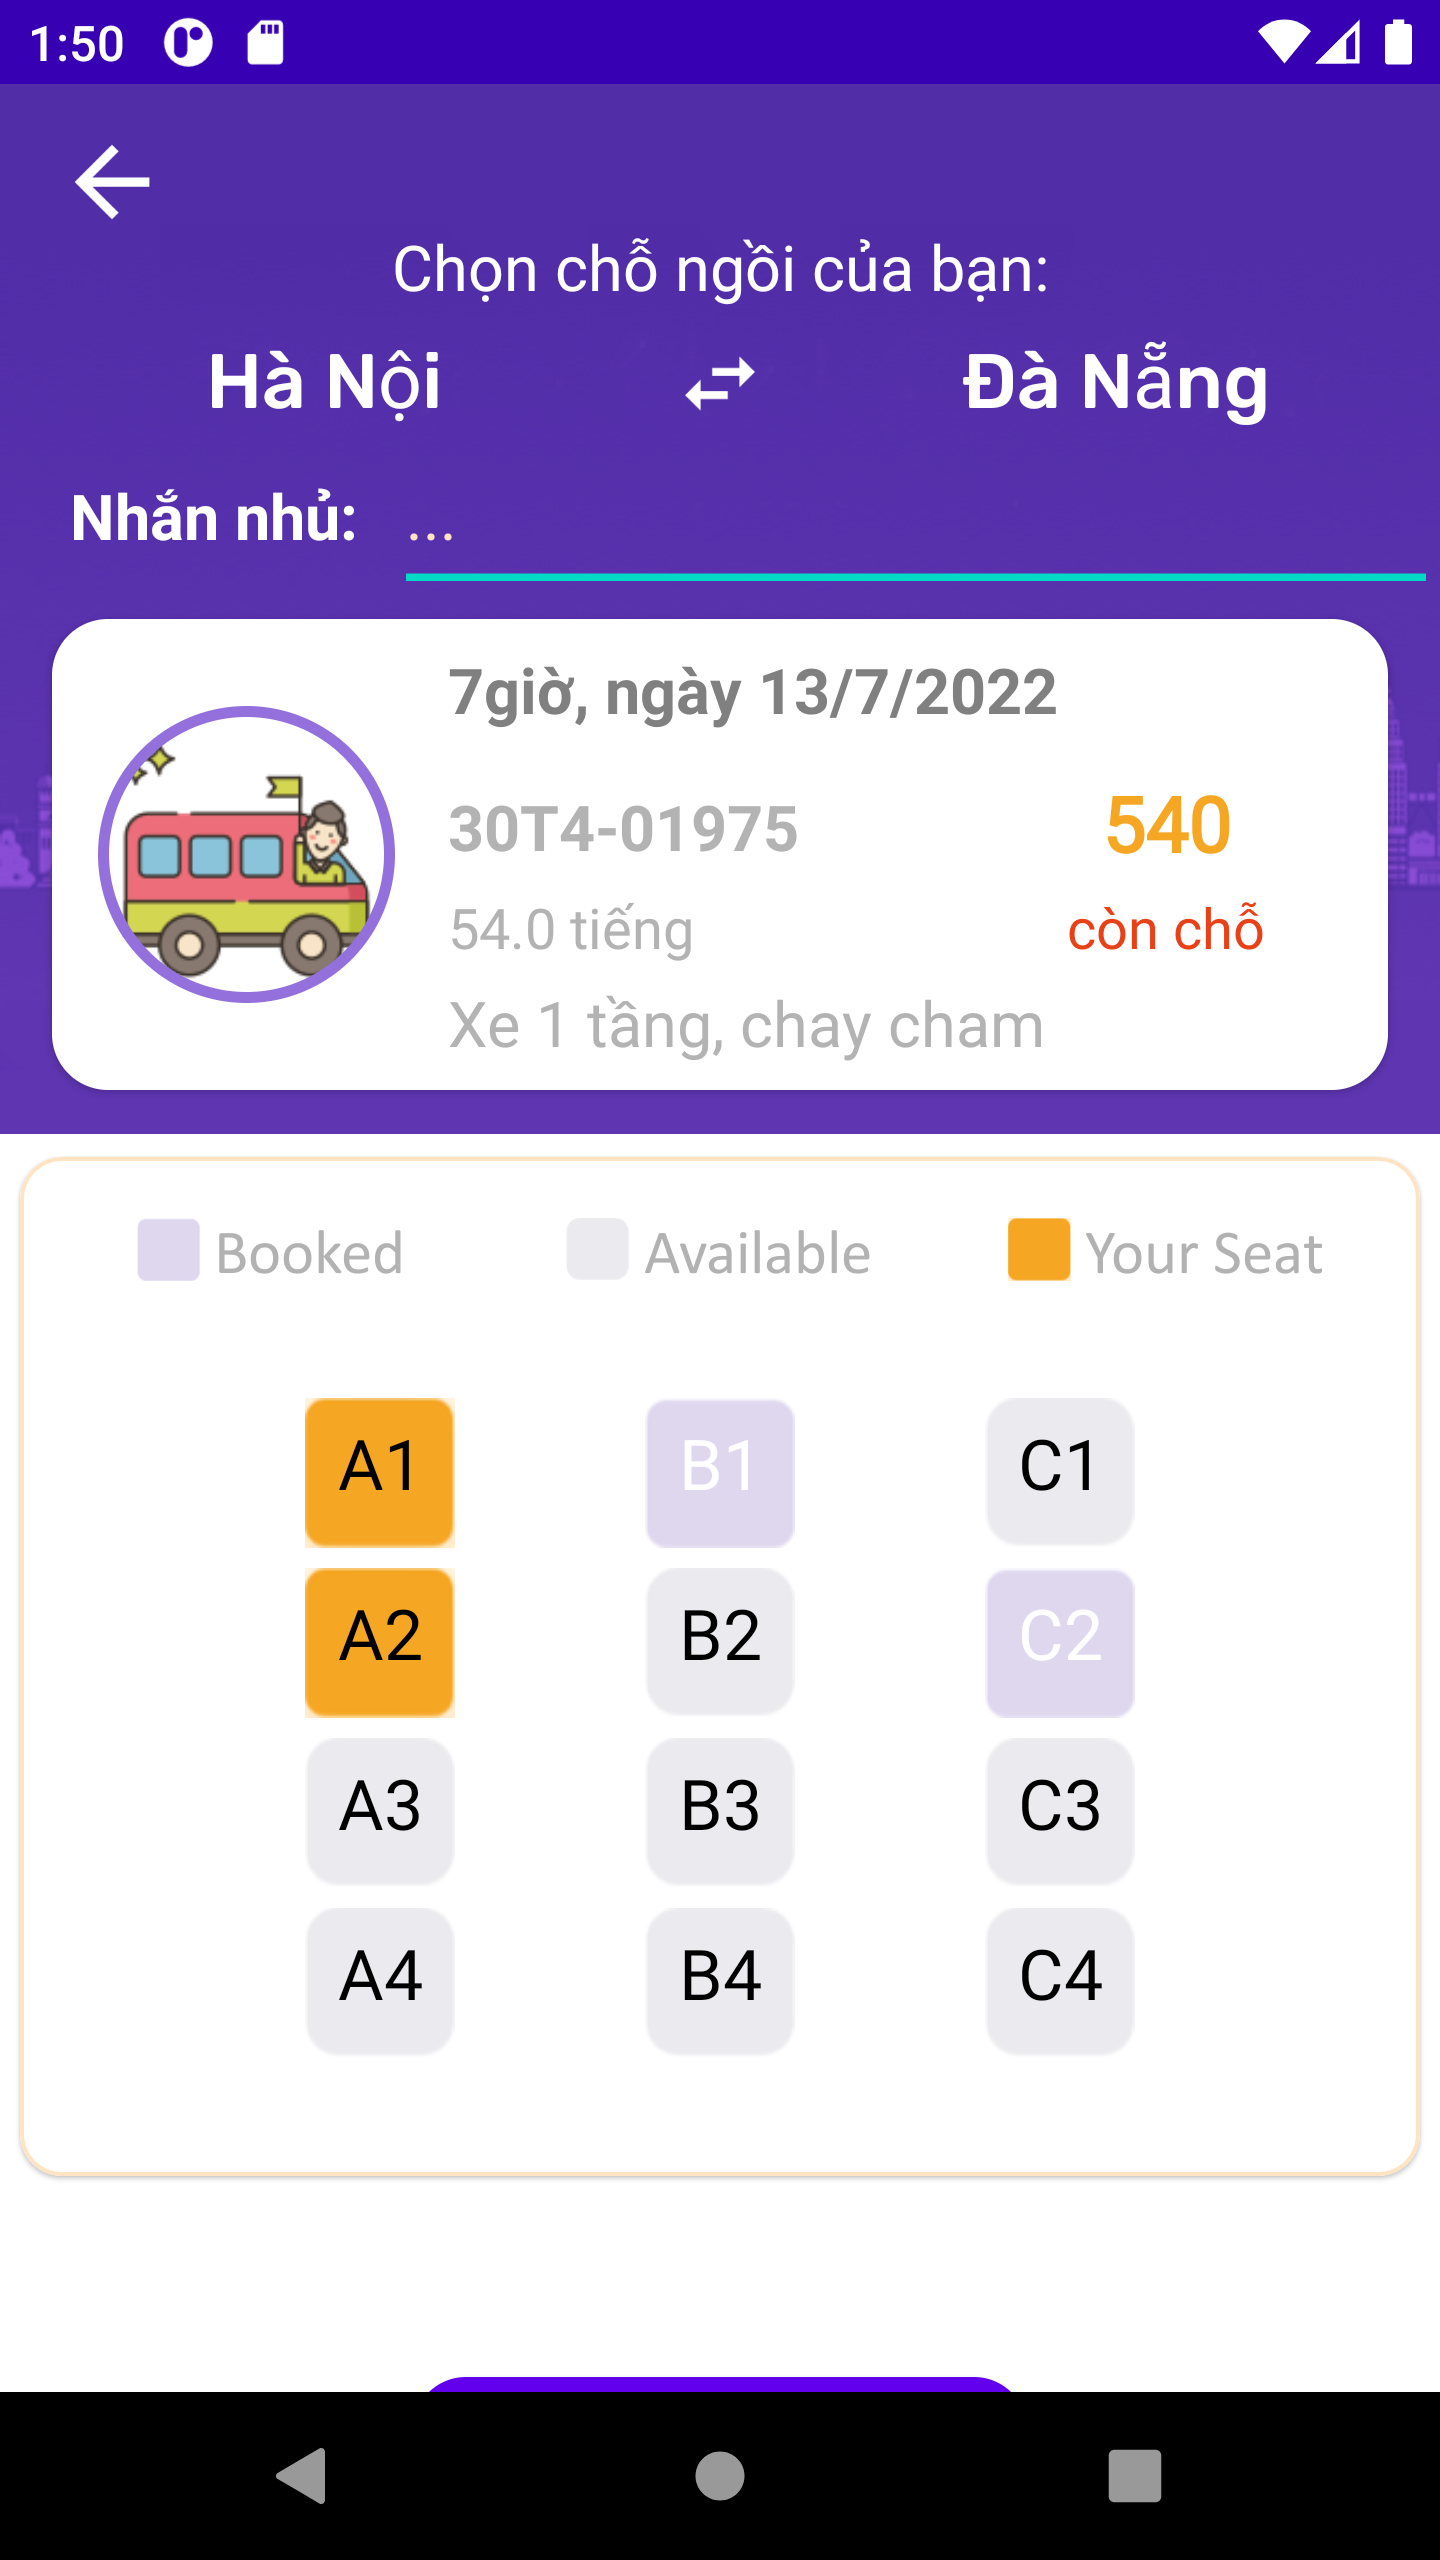 1:50
Chọn chỗ ngồi của bạn:
Hà Nội Đà Nẵng
Nhắn nhủ: ...
7giờ, ngày 13/7/2022
30T4-01975 540
54.0 tiếng còn chỗ
Xe 1 tầng, chay cham
Booked Available Your Seat
A1 B1 C1
A2 B2 C2
A3 B3 C3
A4 B4 C4